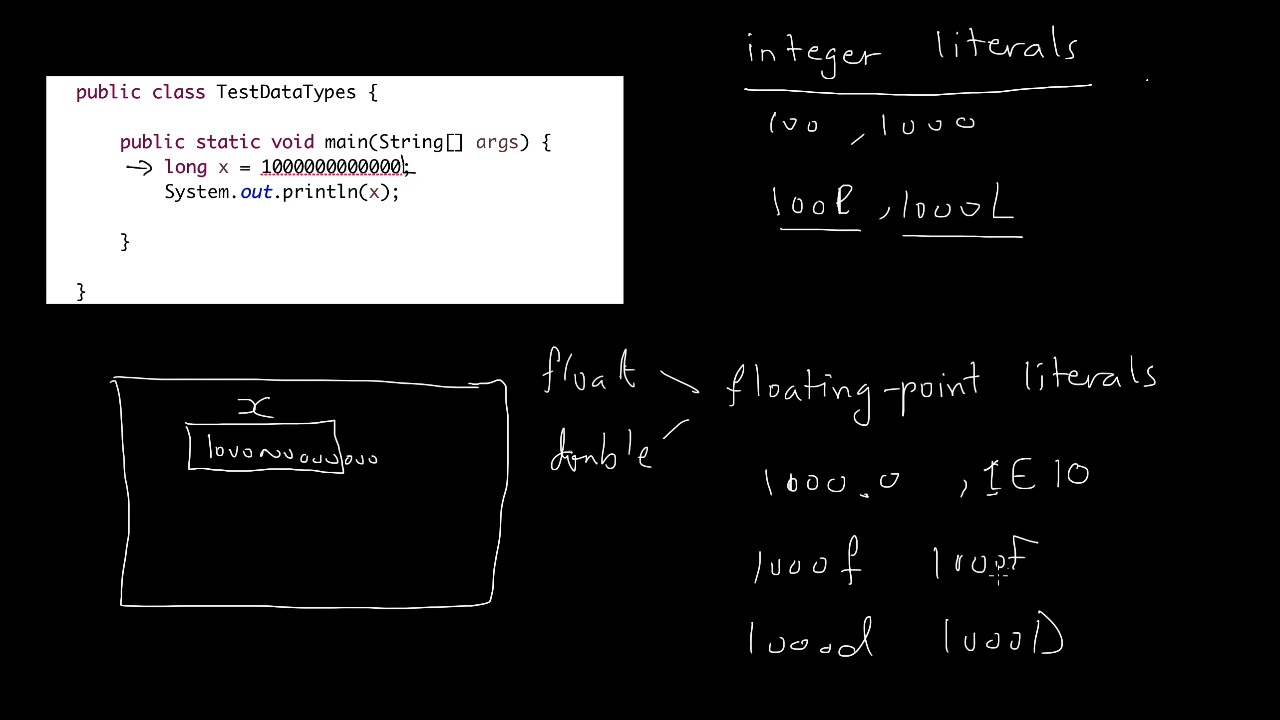 public class TestDataTypes {
public static void main(String[] args) {
long x = 1000000000000;
System.out.println(x);
}
}
integer literals
100 , 1000
100l , 1000L
x
float
double
floating-point literals
1000.0 , 1E10
1000f 1000F
1000d 1000D